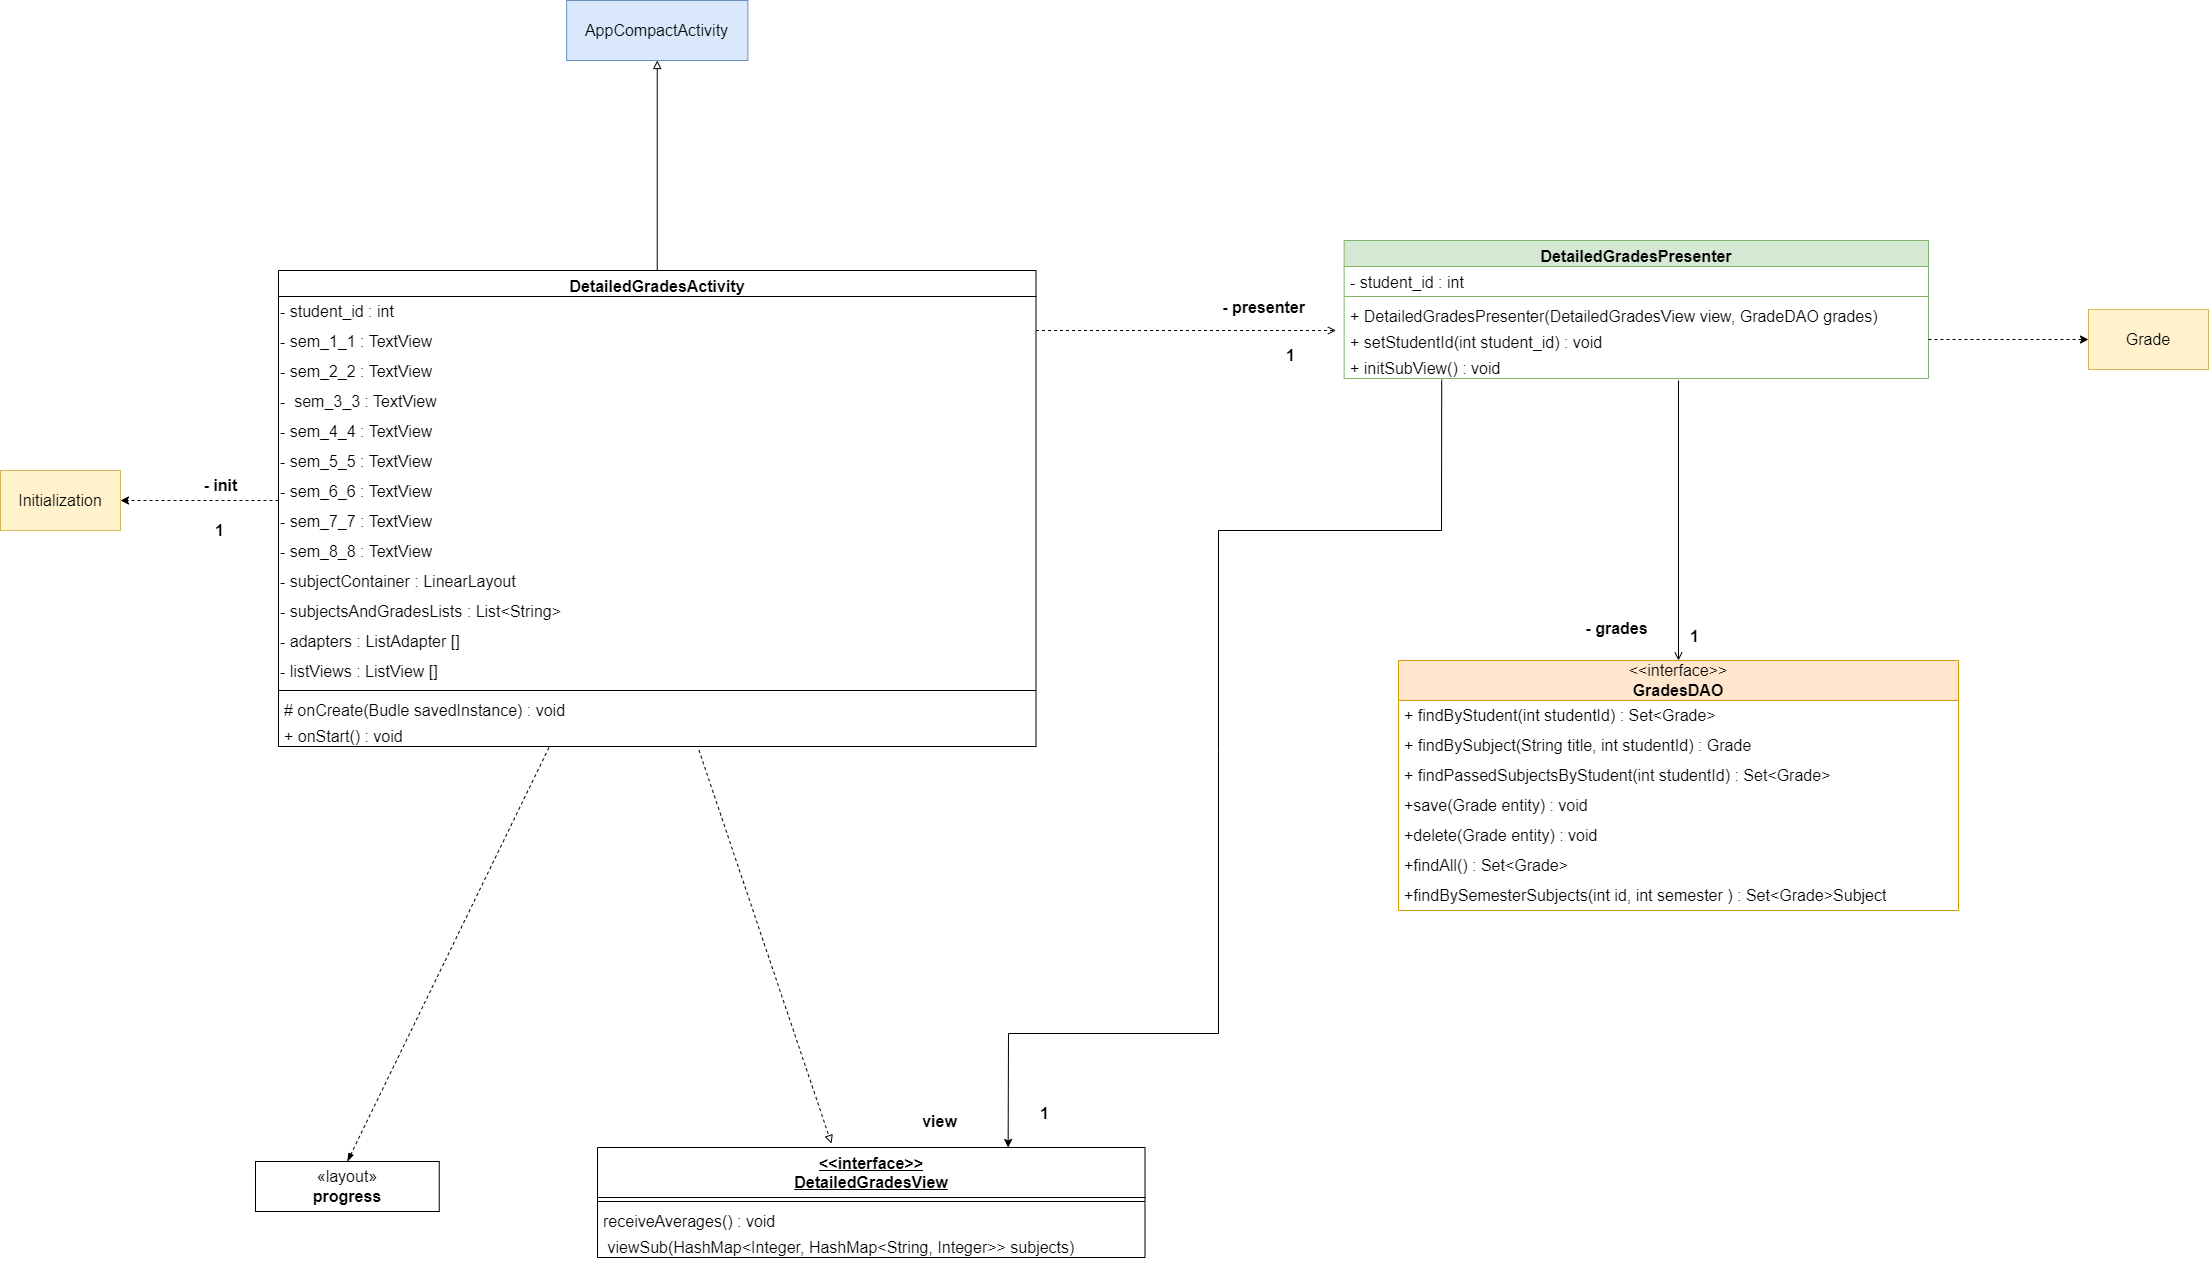 AppCompactActivity
DetailedGradesActivity
- student_id : int
- sem_1_1 : TextView
- sem_2_2 : TextView
- sem_3_3 : TextView
- sem_4_4 : TextView
- sem_5_5 : TextView
- sem_6_6 : TextView
- sem_7_7 : TextView
- sem_8_8 : TextView
- subjectContainer : LinearLayout
- subjectsAndGradesLists : List<String>
- adapters : ListAdapter []
- listViews : ListView []
# onCreate(Budle savedInstance) : void
+ onStart() : void
- init
1
Initialization
- presenter
1
DetailedGradesPresenter
- student_id : int
+ DetailedGradesPresenter(DetailedGradesView view, GradeDAO grades)
+ setStudentId(int student_id) : void
+ initSubView() : void
Grade
- grades
1
<<interface>>
GradesDAO
+ findByStudent(int studentId) : Set<Grade>
+ findBySubject(String title, int studentId) : Grade
+ findPassedSubjectsByStudent(int studentId) : Set<Grade>
+save(Grade entity) : void
+delete(Grade entity) : void
+findAll() : Set<Grade>
+findBySemesterSubjects(int id, int semester ) : Set<Grade>Subject
view
1
«layout»
progress
<<interface>>
DetailedGradesView
receiveAverages() : void
viewSub(HashMap<Integer, HashMap<String, Integer>> subjects)